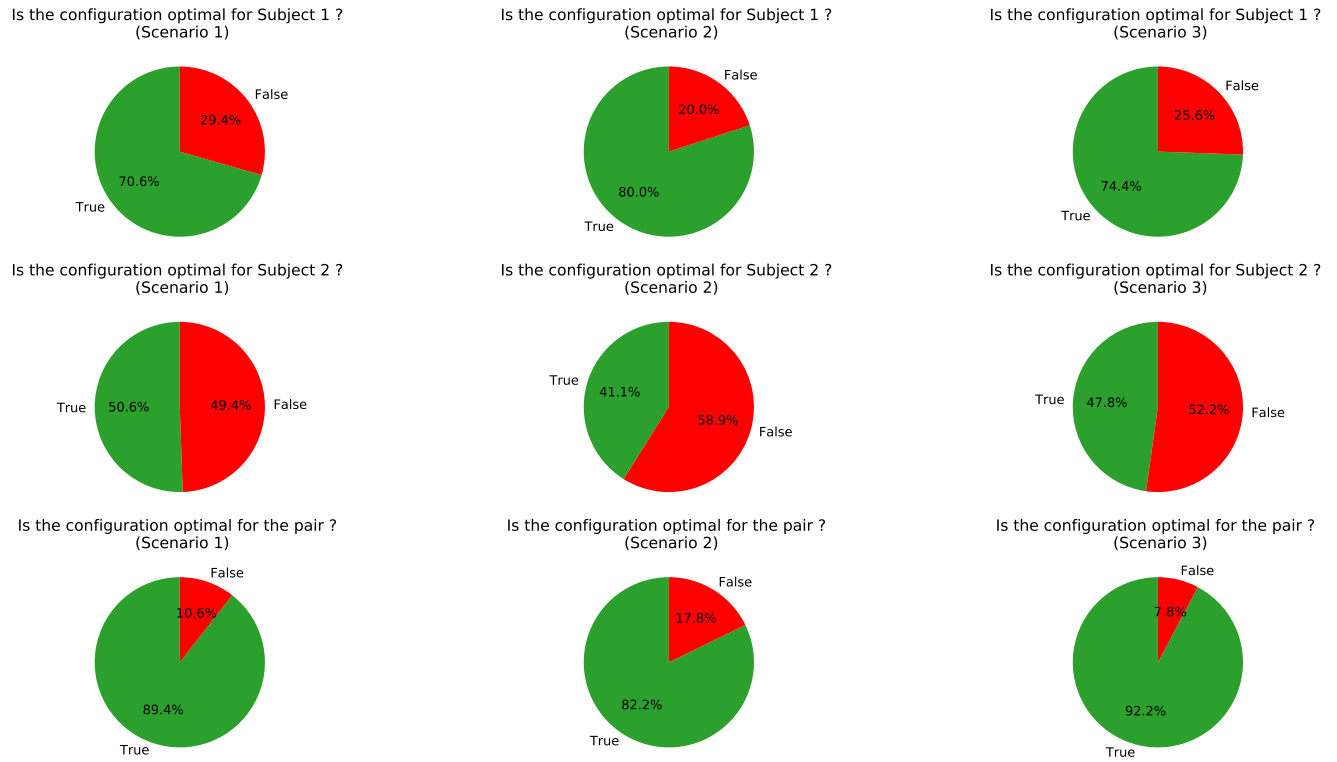 Is the configuration optimal for Subject 1 ?
(Scenario 1)
False
29.4%
70.6%
True
Is the configuration optimal for Subject 1 ?
(Scenario 2)
False
20.0%
80.0%
True
Is the configuration optimal for Subject 1 ?
(Scenario 3)
False
25.6%
74.4%
True
Is the configuration optimal for Subject 2 ?
(Scenario 1)
True
50.6%
49.4%
False
Is the configuration optimal for Subject 2 ?
(Scenario 2)
True
41.1%
58.9%
False
Is the configuration optimal for Subject 2 ?
(Scenario 3)
True
47.8%
52.2%
False
Is the configuration optimal for the pair ?
(Scenario 1)
False
10.6%
89.4%
True
Is the configuration optimal for the pair ?
(Scenario 2)
False
17.8%
82.2%
True
Is the configuration optimal for the pair ?
(Scenario 3)
False
7.8%
92.2%
True